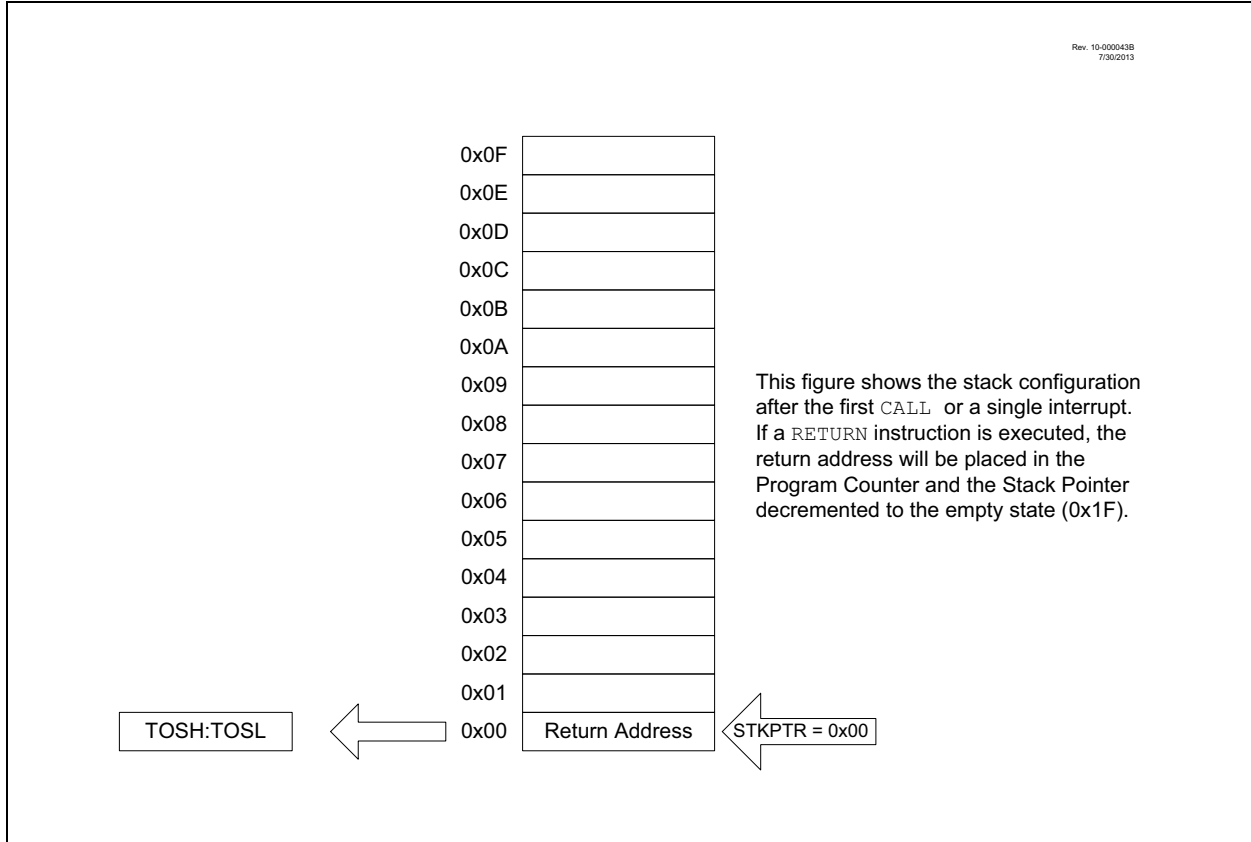 Rev. 10-000043B
7/30/2013
0x0F
0x0E
0x0D
0x0C
0x0B
0x0A
0x09
0x08
0x07
0x06
0x05
0x04
0x03
0x02
0x01
0x00
This figure shows the stack configuration
after the first CALL or a single interrupt.
If a RETURN instruction is executed, the
return address will be placed in the
Program Counter and the Stack Pointer
decremented to the empty state (0x1F).
TOSH:TOSL
Return Address
STKPTR = 0x00